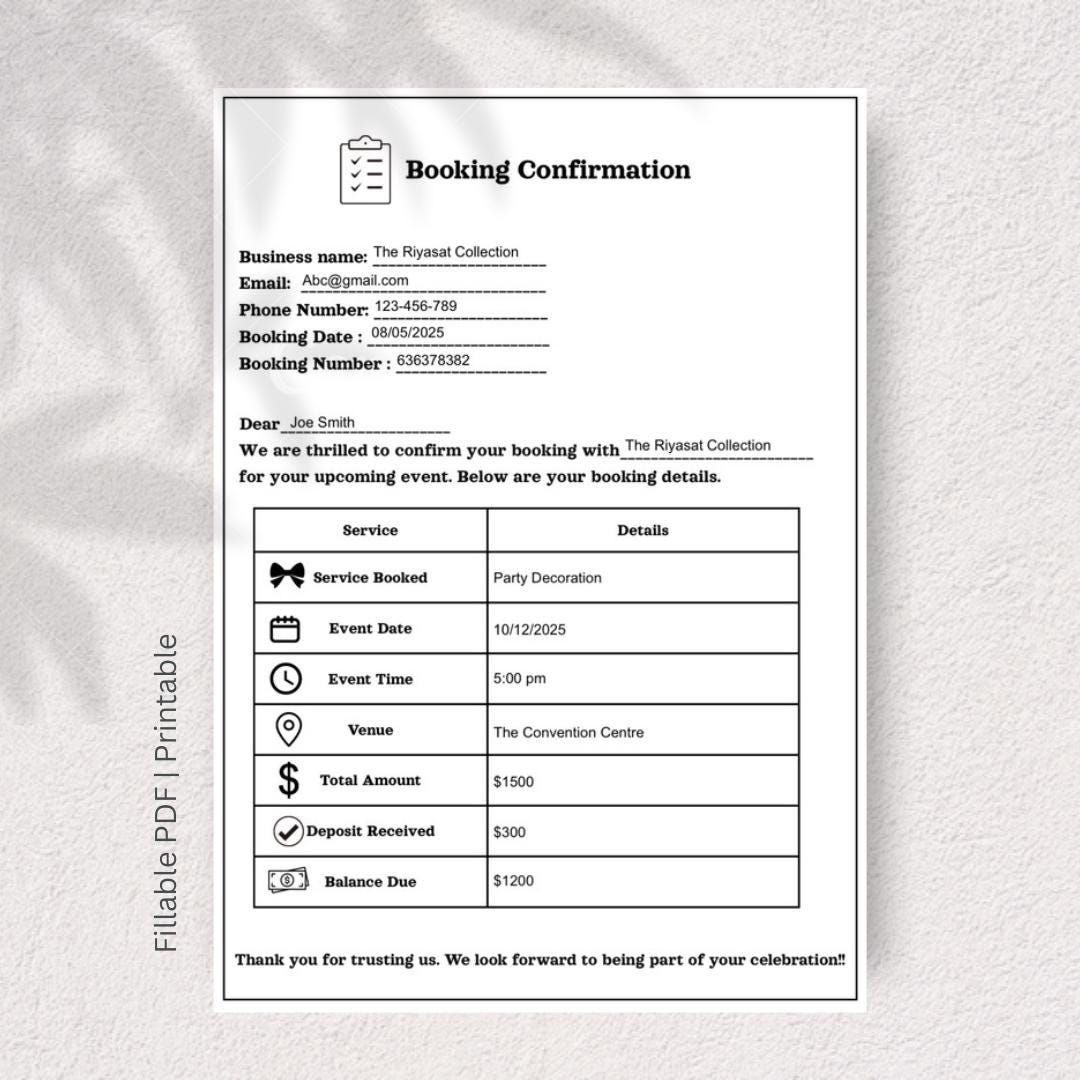 Booking Confirmation
Business name: The Riyasat Collection
Email: Abc@gmail.com
Phone Number: 123-456-789
Booking Date : 08/05/2025
Booking Number : 636378382
Dear Joe Smith
We are thrilled to confirm your booking with The Riyasat Collection
for your upcoming event. Below are your booking details.
Service Details
Service Booked Party Decoration
Event Date 10/12/2025
Event Time 5:00 pm
Venue The Convention Centre
$ Total Amount $1500
Deposit Received $300
$ Balance Due $1200
Thank you for trusting us. We look forward to being part of your celebration!!
Fillable PDF | Printable